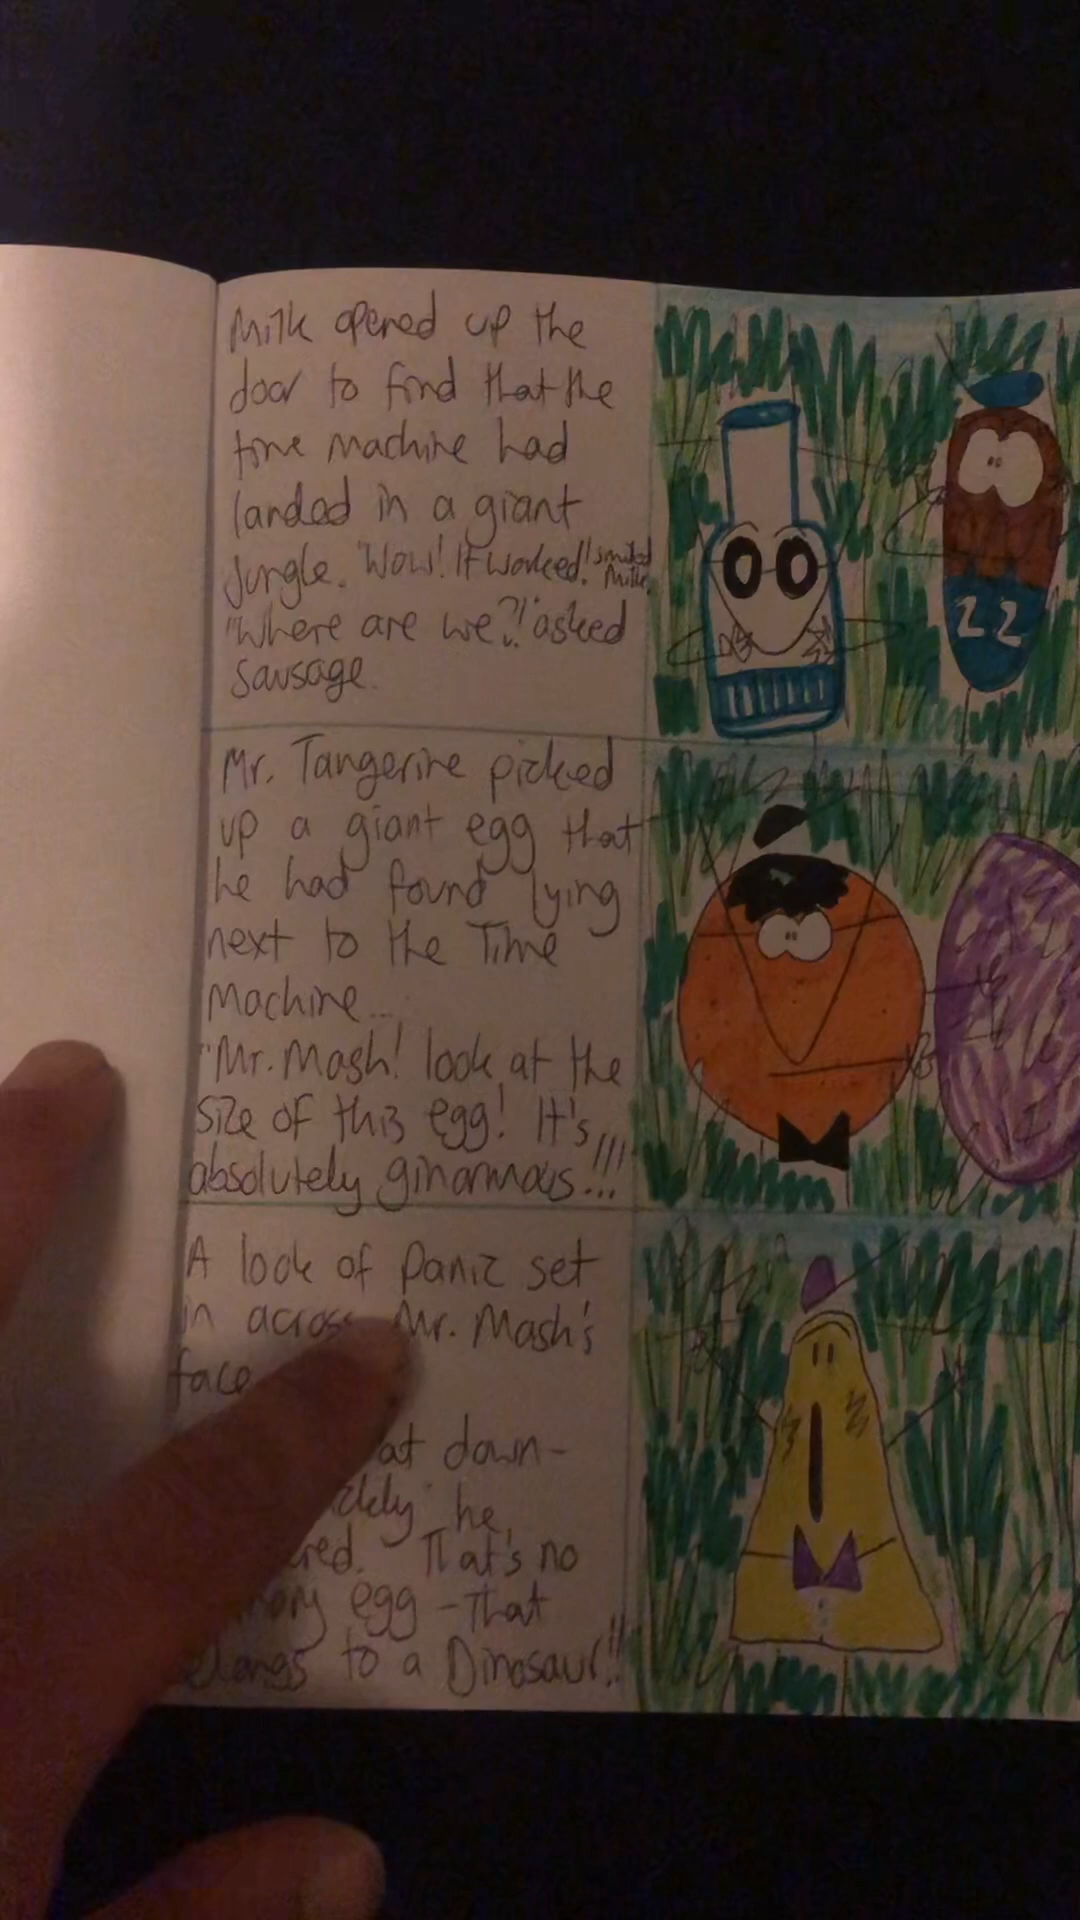 Milk opened up the
door to find that the
time machine had
landed in a giant
jungle. "Wow! It worked!" smiled
Milk.
"Where are we?!" asked
Sausage.
Mr. Tangerine picked
up a giant egg that
he had found lying
next to the Time
Machine...
"Mr. Mash! look at the
size of this egg! It's
absolutely ginormous...!!!
A look of panic set
in across Mr. Mash's
face
at down-
he
That's no
egg - That
to a Dinosaur!!
22